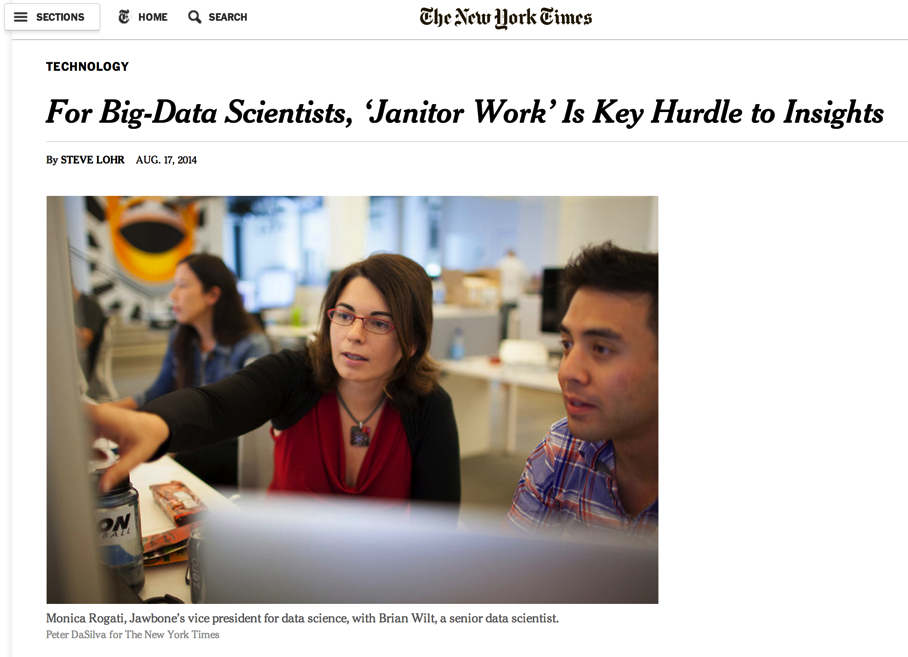 SECTIONS HOME SEARCH The New York Times
TECHNOLOGY
For Big-Data Scientists, ‘Janitor Work’ Is Key Hurdle to Insights
By STEVE LOHR AUG. 17, 2014
ON
BALL
Monica Rogati, Jawbone’s vice president for data science, with Brian Wilt, a senior data scientist.
Peter DaSilva for The New York Times